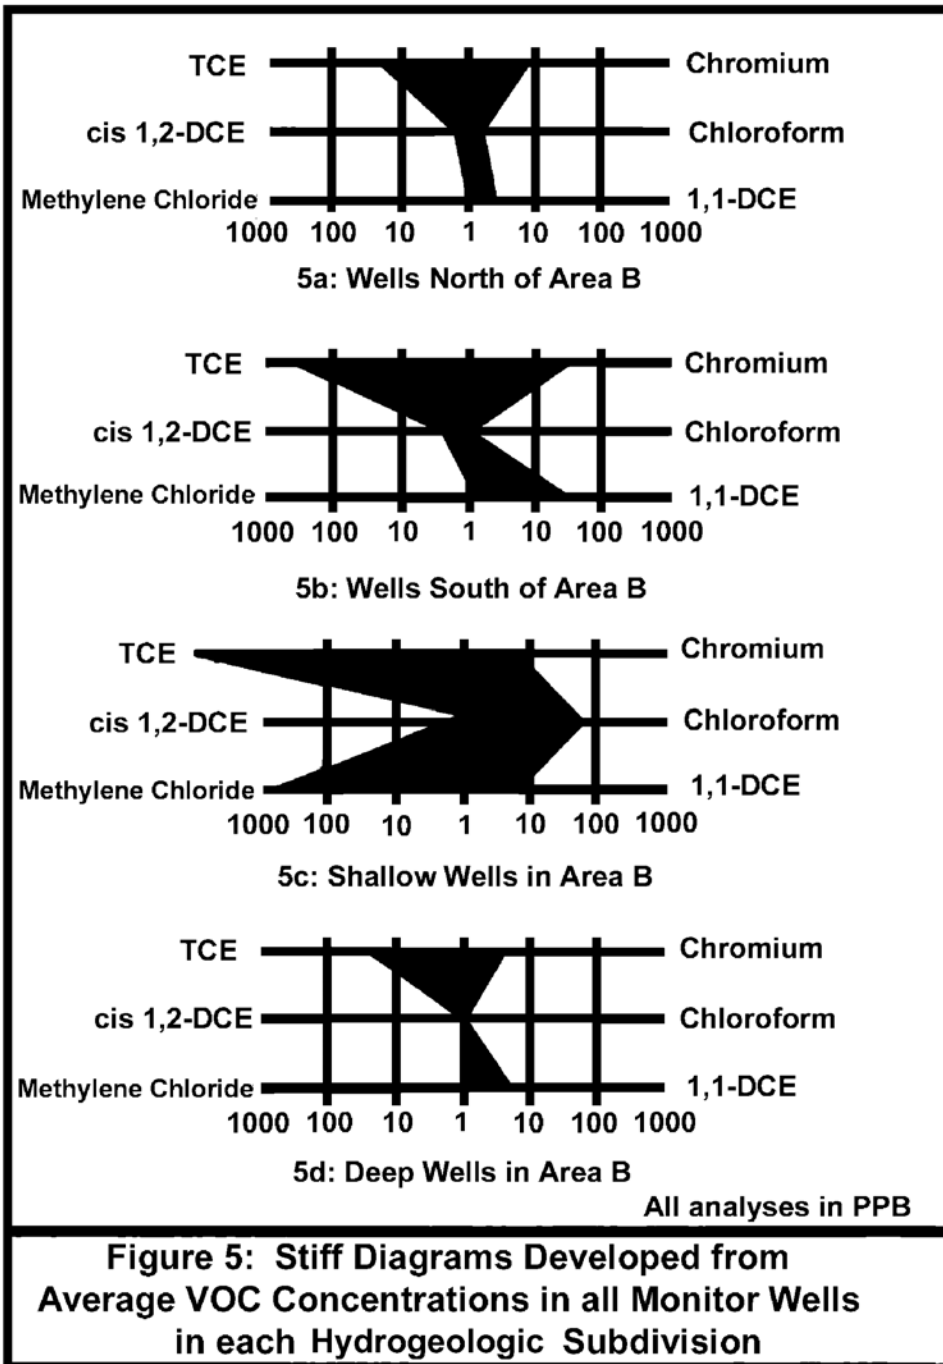 TCE Chromium
cis 1,2-DCE Chloroform
Methylene Chloride 1,1-DCE
1000 100 10 1 10 100 1000
5a: Wells North of Area B
TCE Chromium
cis 1,2-DCE Chloroform
Methylene Chloride 1,1-DCE
1000 100 10 1 10 100 1000
5b: Wells South of Area B
TCE Chromium
cis 1,2-DCE Chloroform
Methylene Chloride 1,1-DCE
1000 100 10 1 10 100 1000
5c: Shallow Wells in Area B
TCE Chromium
cis 1,2-DCE Chloroform
Methylene Chloride 1,1-DCE
1000 100 10 1 10 100 1000
5d: Deep Wells in Area B
All analyses in PPB
Figure 5: Stiff Diagrams Developed from
Average VOC Concentrations in all Monitor Wells
in each Hydrogeologic Subdivision